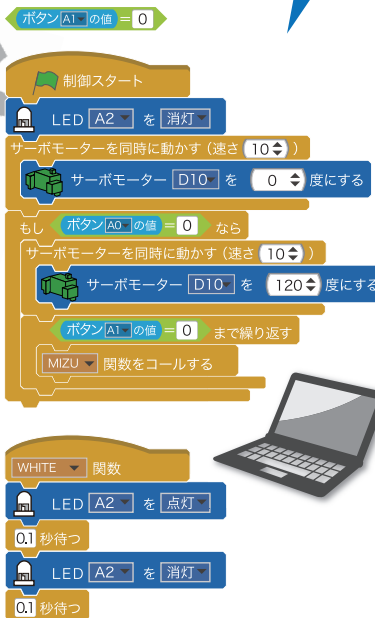 ボタン A1 の値 = 0
制御スタート
LED A2 を 消灯
サーボモーターを同時に動かす (速さ 10 )
サーボモーター D10 を 0 度にする
もし ボタン A0 の値 = 0 なら
サーボモーターを同時に動かす (速さ 10 )
サーボモーター D10 を 120 度にする
ボタン A1 の値 = 0 まで繰り返す
MIZU 関数をコールする
WHITE 関数
LED A2 を 点灯
0.1 秒待つ
LED A2 を 消灯
0.1 秒待つ